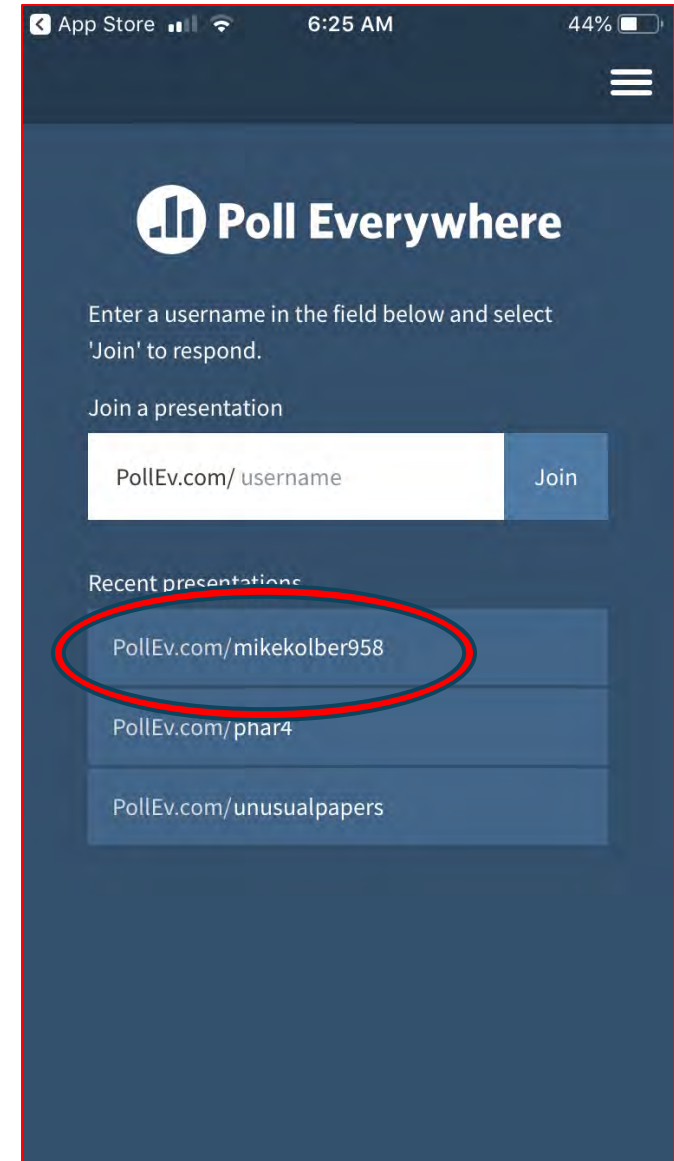 App Store 6:25 AM 44%
Poll Everywhere
Enter a username in the field below and select
'Join' to respond.
Join a presentation
PollEv.com/ username Join
Recent presentations
PollEv.com/mikekolber958
PollEv.com/phar4
PollEv.com/unusualpapers